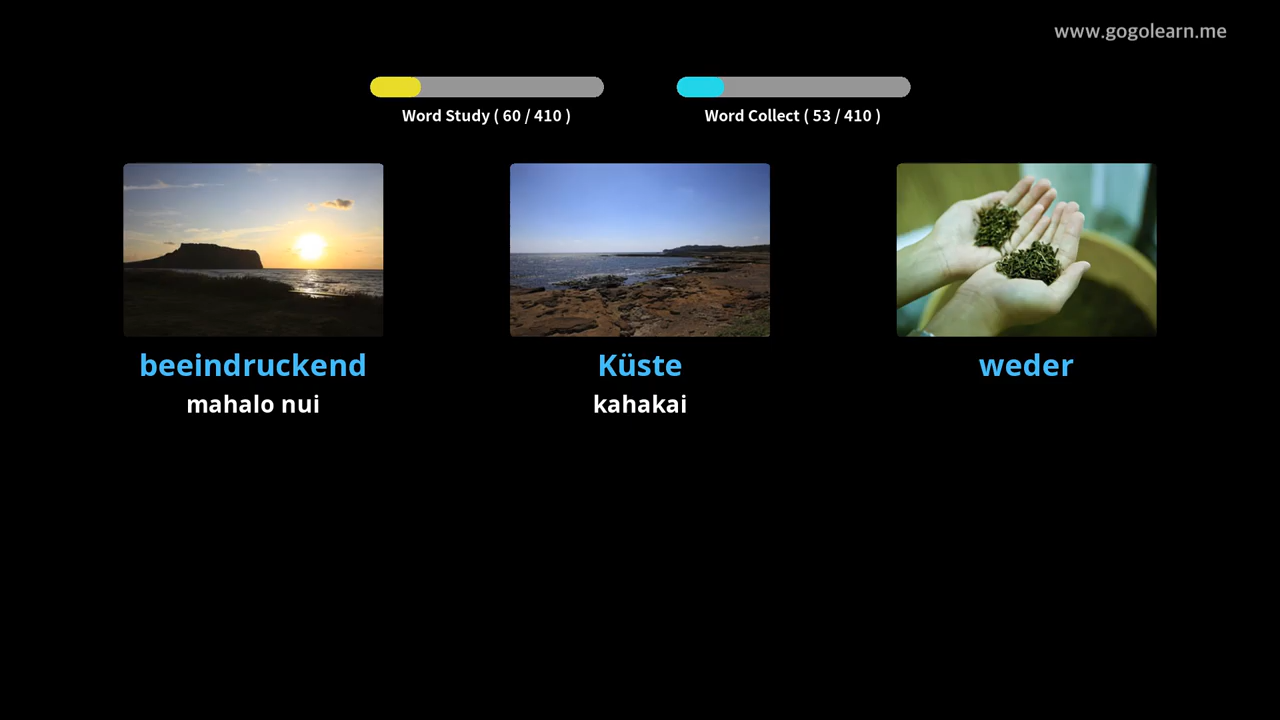 www.gogolearn.me
Word Study ( 60 / 410 )
Word Collect ( 53 / 410 )
beeindruckend
mahalo nui
Küste
kahakai
weder